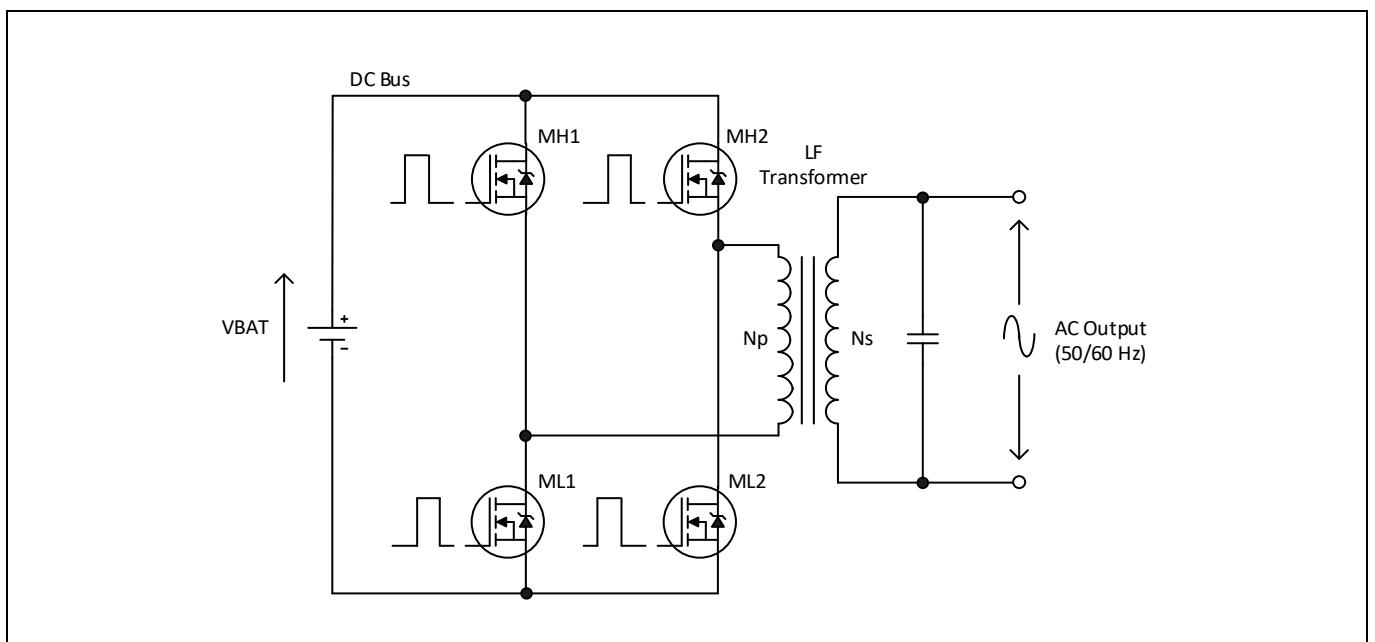 DC Bus
MH1
MH2
LF
Transformer
VBAT
+
-
Np
Ns
AC Output
(50/60 Hz)
ML1
ML2